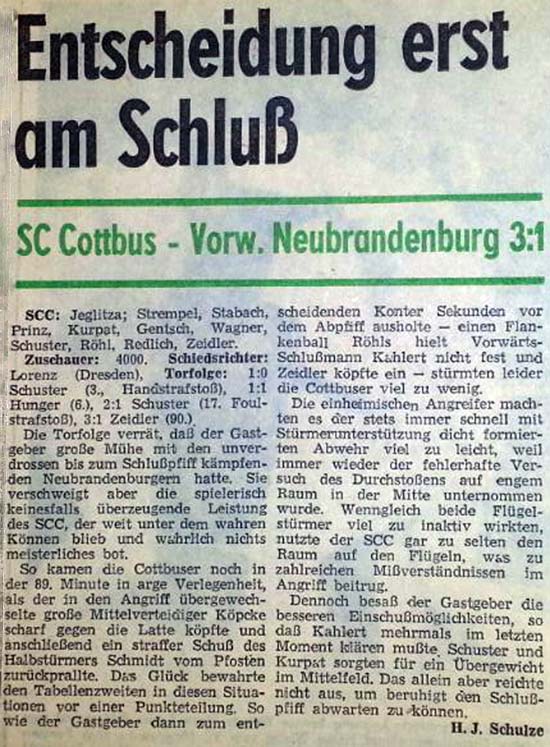 Entscheidung erst
am Schluß
SC Cottbus - Vorw. Neubrandenburg 3:1
SCC: Jeglitza; Strempel, Stabach,
Prinz, Kurpat, Gentsch, Wagner,
Schuster, Röhl, Redlich, Zeidler.
Zuschauer: 4000. Schiedsrichter:
Lorenz (Dresden), Torfolge: 1:0
Schuster (3., Handstrafstoß), 1:1
Hunger (6.), 2:1 Schuster (17. Foul-
strafstoß), 3:1 Zeidler (90.)
Die Torfolge verrät, daß der Gast-
geber große Mühe mit den unver-
drossen bis zum Schlußpfiff kämpfen-
den Neubrandenburgern hatte. Sie
verschweigt aber die spielerisch
keinesfalls überzeugende Leistung
des SCC, der weit unter dem wahren
Können blieb und wahrlich nichts
meisterliches bot.
So kamen die Cottbuser noch in
der 89. Minute in arge Verlegenheit,
als der in den Angriff übergewech-
selte große Mittelverteidiger Köpcke
scharf gegen die Latte köpfte und
anschließend ein straffer Schuß des
Halbstürmers Schmidt vom Pfosten
zurückprallte. Das Glück bewahrte
den Tabellenzweiten in diesen Situa-
tionen vor einer Punkteteilung. So
wie der Gastgeber dann zum ent-
scheidenden Konter Sekunden vor
dem Abpfiff ausholte — einen Flan-
kenball Röhls hielt Vorwärts-
Schlußmann Kahlert nicht fest und
Zeidler köpfte ein — stürmten leider
die Cottbuser viel zu wenig.
Die einheimischen Angreifer mach-
ten es der stets immer schnell mit
Stürmerunterstützung dicht formier-
ten Abwehr viel zu leicht, weil
immer wieder der fehlerhafte Ver-
such des Durchstoßens auf engem
Raum in der Mitte unternommen
wurde. Wenngleich beide Flügel-
stürmer viel zu inaktiv wirkten,
nutzte der SCC gar zu selten den
Raum auf den Flügeln, was zu
zahlreichen Mißverständnissen im
Angriff beitrug.
Dennoch besaß der Gastgeber die
besseren Einschußmöglichkeiten, so
daß Kahlert mehrmals im letzten
Moment klären mußte. Schuster und
Kurpat sorgten für ein Übergewicht
im Mittelfeld. Das allein aber reichte
nicht aus, um beruhigt den Schluß-
pfiff abwarten zu können.
H. J. Schulze